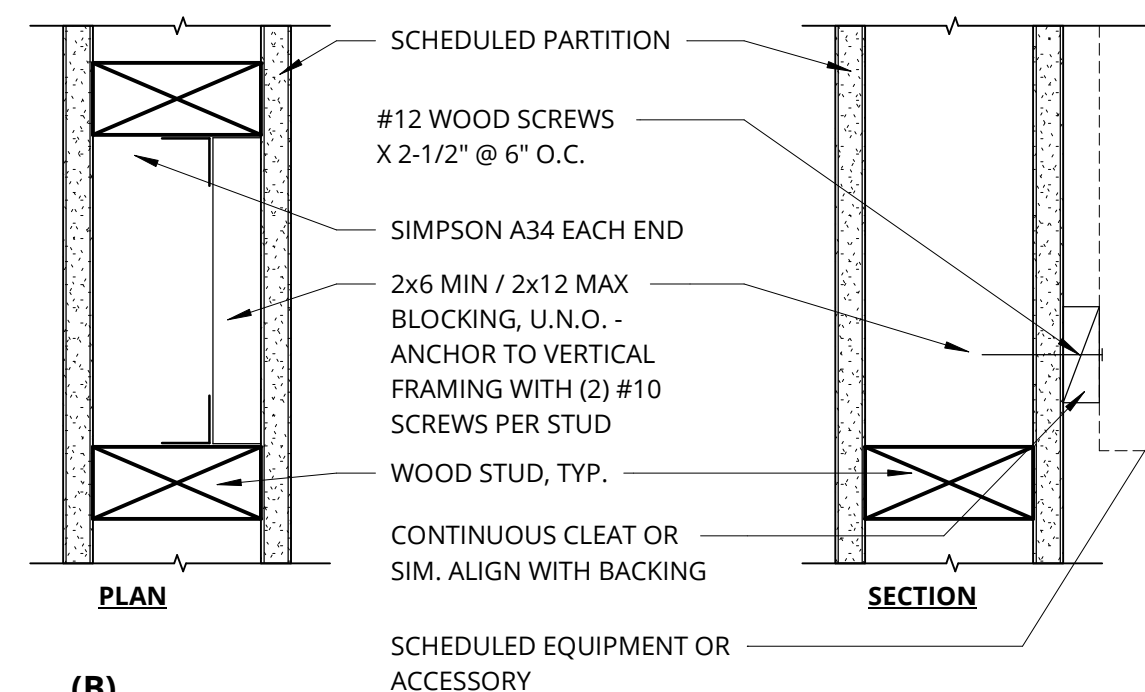 SCHEDULED PARTITION
#12 WOOD SCREWS
X 2-1/2" @ 6" O.C.
SIMPSON A34 EACH END
2x6 MIN / 2x12 MAX
BLOCKING, U.N.O. -
ANCHOR TO VERTICAL
FRAMING WITH (2) #10
SCREWS PER STUD
WOOD STUD, TYP.
CONTINUOUS CLEAT OR
SIM. ALIGN WITH BACKING
PLAN
SECTION
SCHEDULED EQUIPMENT OR
ACCESSORY
(B)